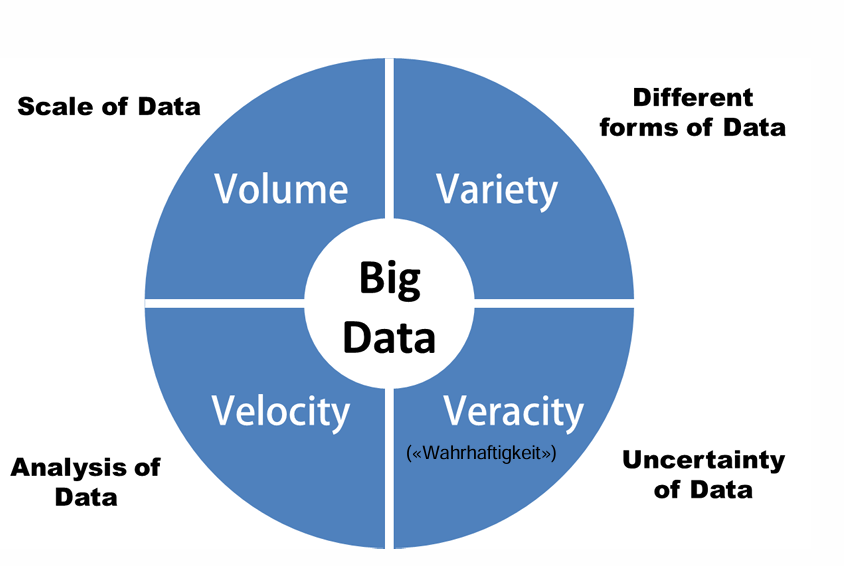 Scale of Data
Different
forms of Data
Volume
Variety
Big
Data
Velocity
Veracity
(«Wahrhaftigkeit»)
Analysis of
Data
Uncertainty
of Data